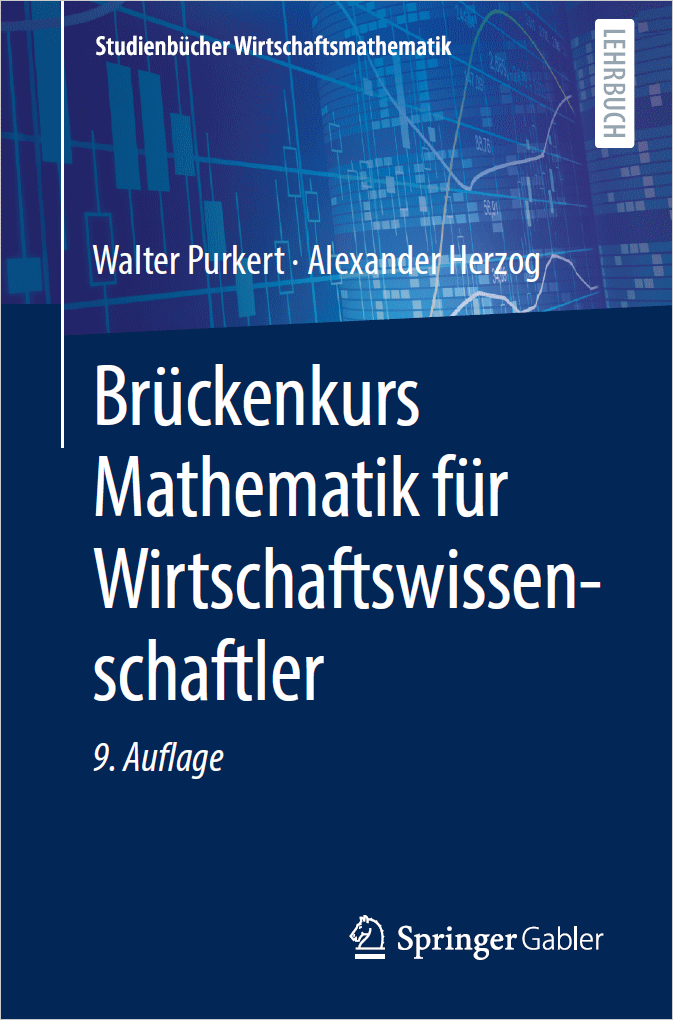 Studienbücher Wirtschaftsmathematik
LEHRBUCH
Walter Purkert · Alexander Herzog
Brückenkurs
Mathematik für
Wirtschaftswissen-
schaftler
9. Auflage
Springer Gabler